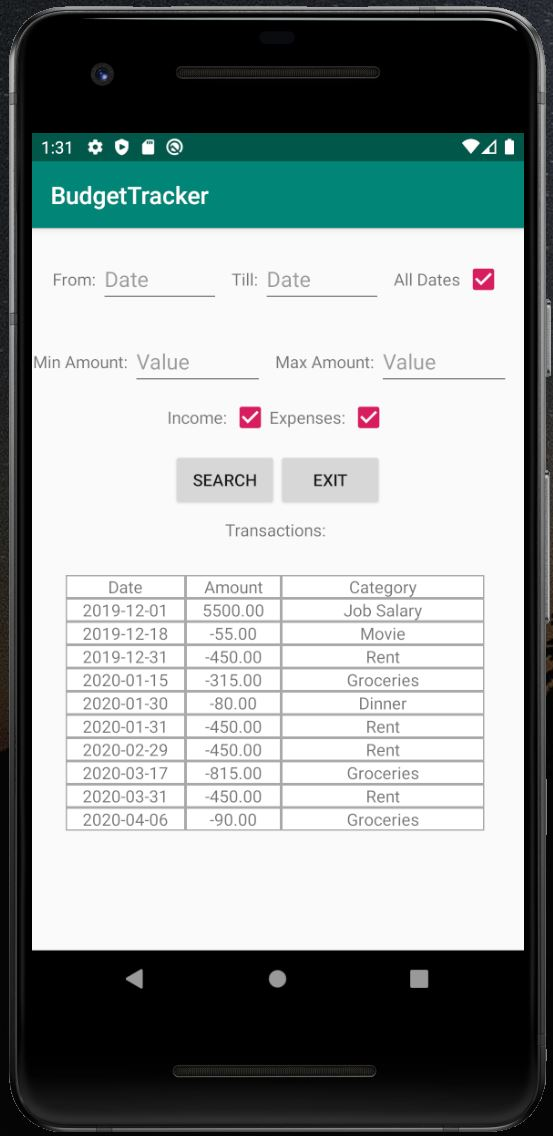 1:31
BudgetTracker
From: Date Till: Date All Dates
Min Amount: Value Max Amount: Value
Income: Expenses:
SEARCH EXIT
Transactions:
Date Amount Category
2019-12-01 5500.00 Job Salary
2019-12-18 -55.00 Movie
2019-12-31 -450.00 Rent
2020-01-15 -315.00 Groceries
2020-01-30 -80.00 Dinner
2020-01-31 -450.00 Rent
2020-02-29 -450.00 Rent
2020-03-17 -815.00 Groceries
2020-03-31 -450.00 Rent
2020-04-06 -90.00 Groceries